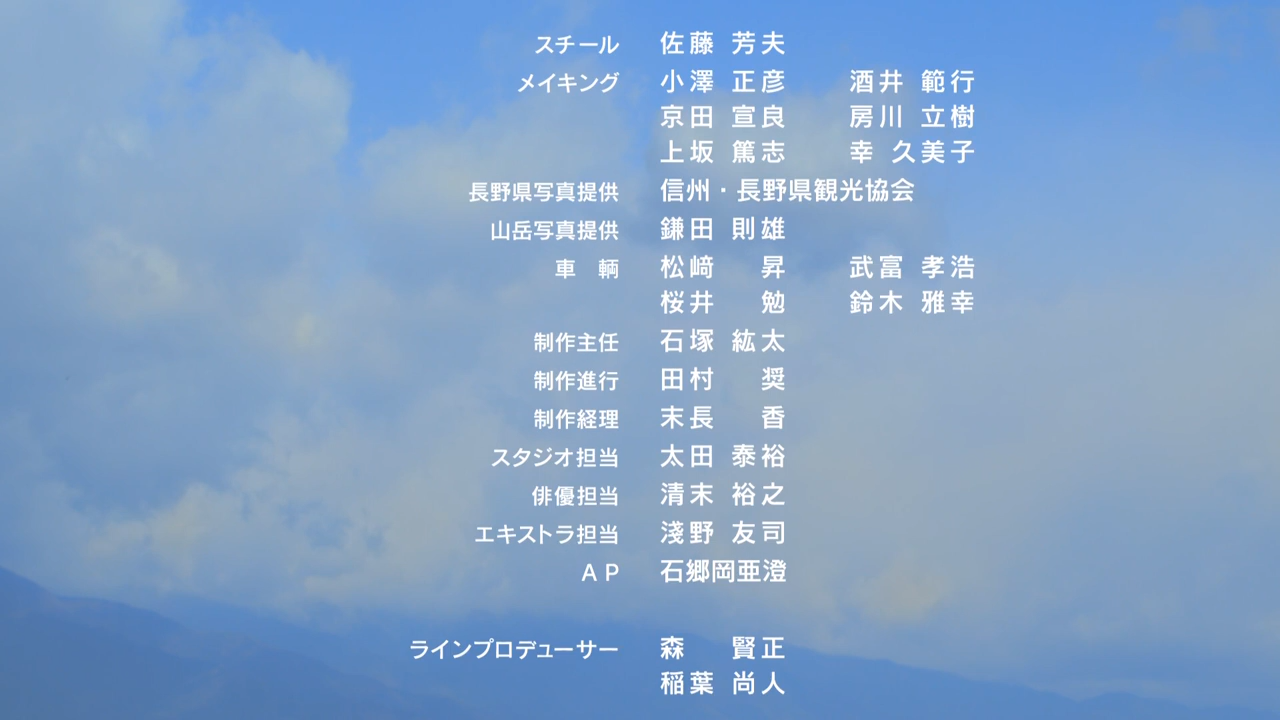 スチール 佐藤 芳夫
メイキング 小澤 正彦 酒井 範行
京田 宣良 房川 立樹
上坂 篤志 幸 久美子
長野県写真提供 信州・長野県観光協会
山岳写真提供 鎌田 則雄
車 輌 松﨑 昇 武富 孝浩
桜井 勉 鈴木 雅幸
制作主任 石塚 紘太
制作進行 田村 奨
制作経理 末長 香
スタジオ担当 太田 泰裕
俳優担当 清末 裕之
エキストラ担当 淺野 友司
AP 石郷岡亜澄
ラインプロデューサー 森 賢正
稲葉 尚人